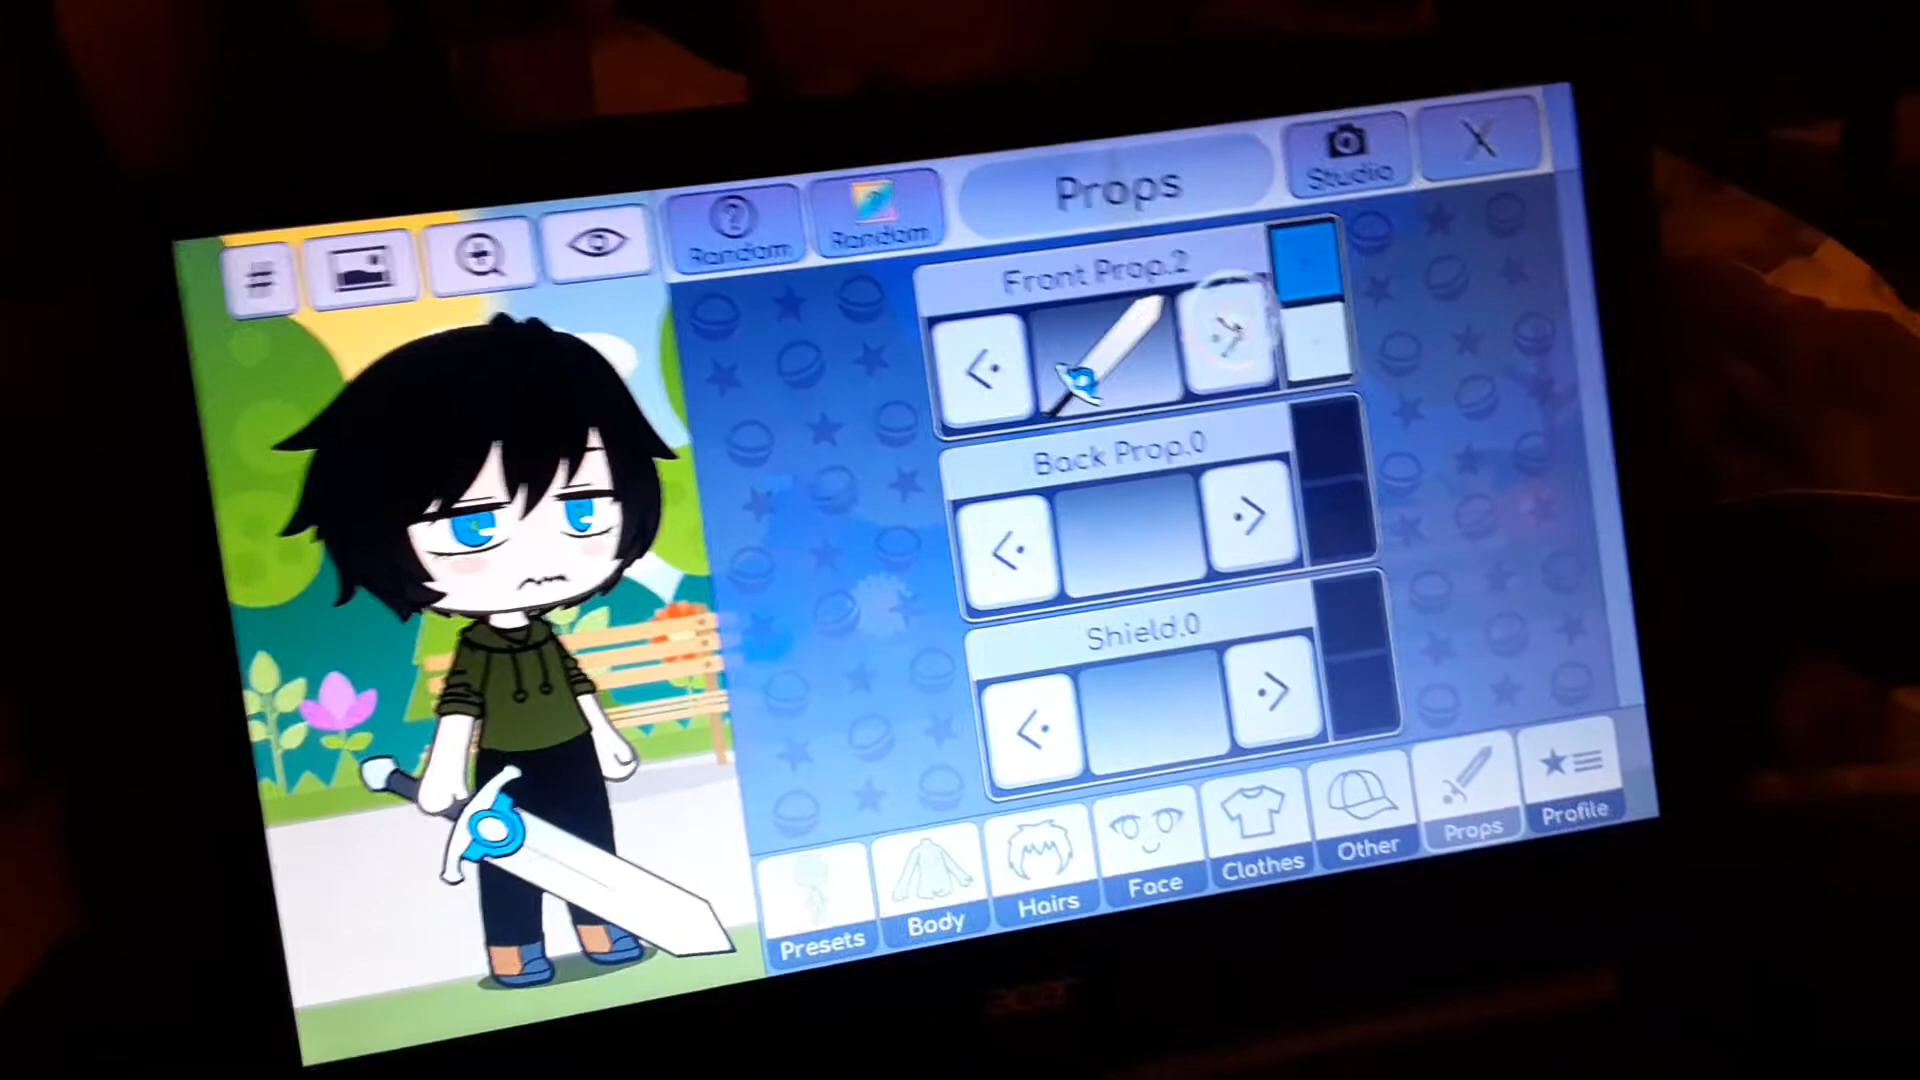 #
Random
Random
Props
Studio
X
Front Prop.2
Back Prop.0
Shield.0
Presets
Body
Hairs
Face
Clothes
Other
Props
Profile
acer